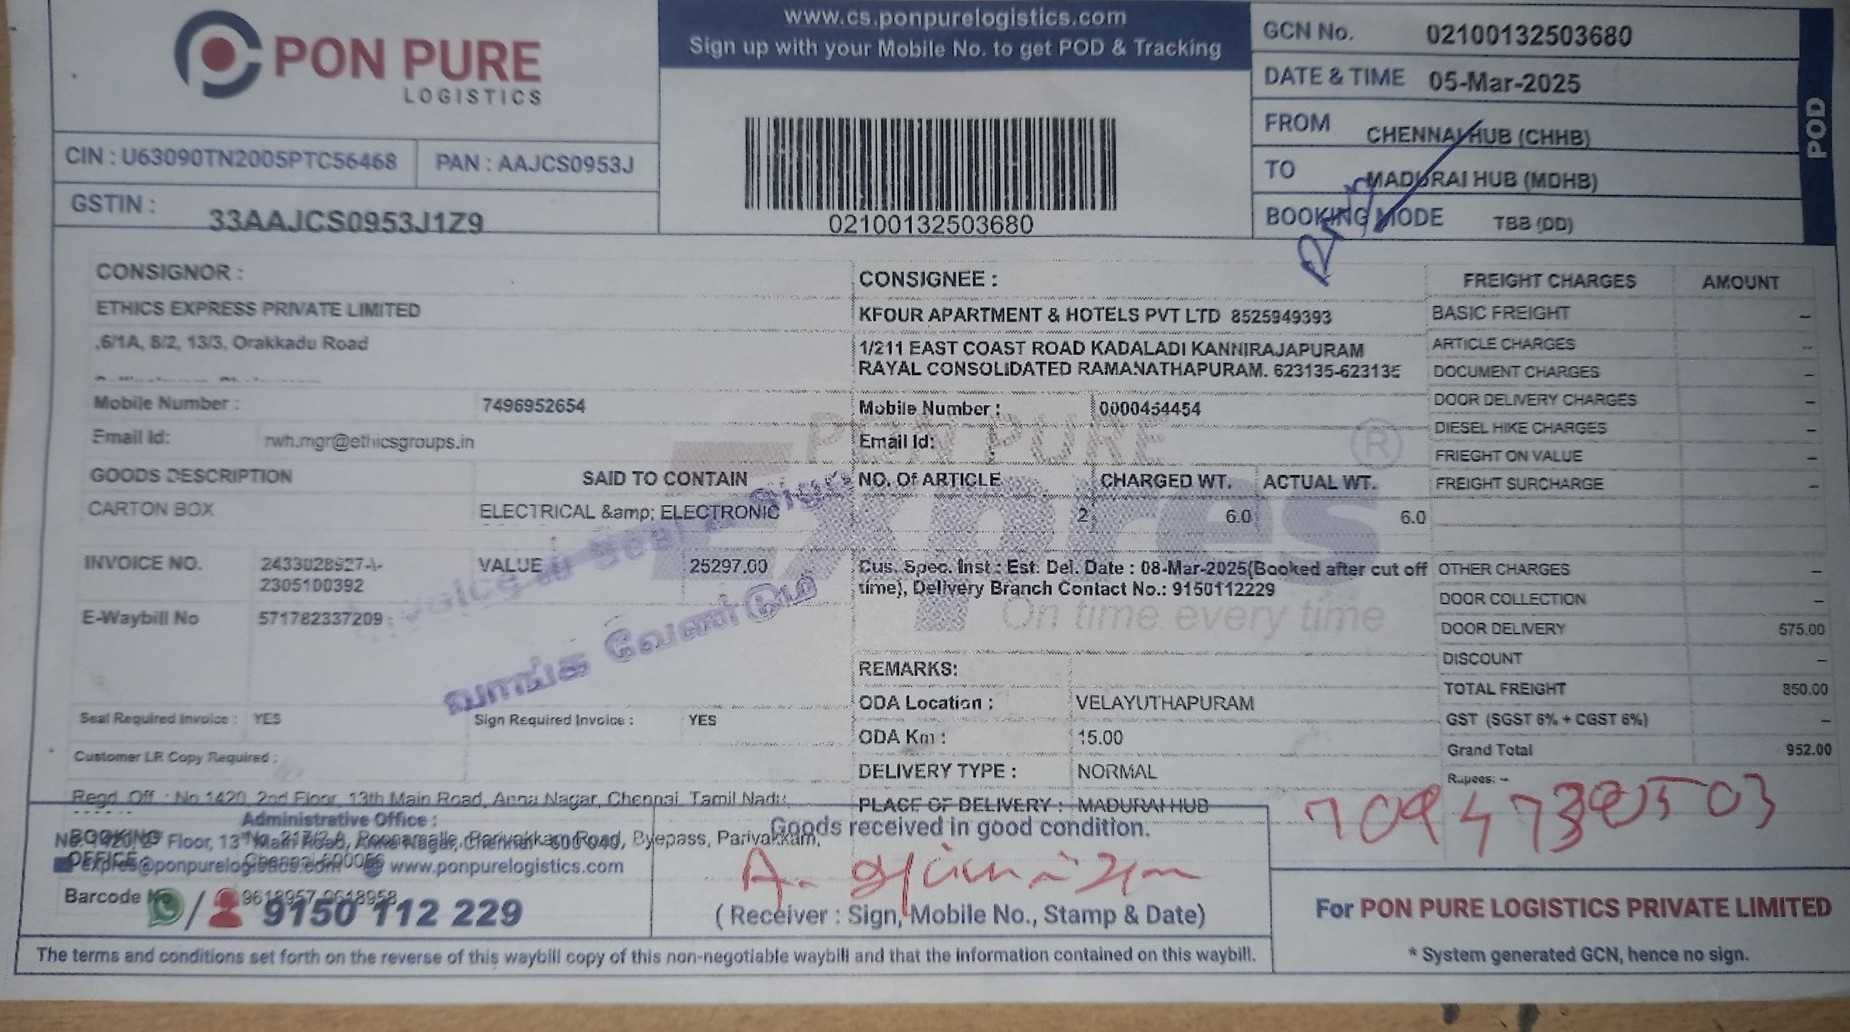 PON PURE
LOGISTICS
CIN : U63090TN2005PTC56468 PAN : AAJCS0953J
GSTIN : 33AAJCS0953J1Z9
www.cs.ponpurelogistics.com
Sign up with your Mobile No. to get POD & Tracking
02100132503680
GCN No. 02100132503680
DATE & TIME 05-Mar-2025
FROM CHENNAI HUB (CHHB)
TO MADURAI HUB (MDHB)
BOOKING MODE TBB (DD)
POD
CONSIGNOR :
ETHICS EXPRESS PRIVATE LIMITED
,6/1A, 8/2, 13/3, Orakkadu Road
Mobile Number : 7496952654
Email Id: rwh.mgr@ethicsgroups.in
GOODS DESCRIPTION SAID TO CONTAIN
CARTON BOX ELECTRICAL &amp; ELECTRONIC
INVOICE NO. 2433028927-\-
2305100392
VALUE 25297.00
E-Waybill No 571782337209
வாங்க வேண்டும்
Seal Required Invoice : YES Sign Required Invoice : YES
Customer LR Copy Required :
CONSIGNEE :
KFOUR APARTMENT & HOTELS PVT LTD 8525949393
1/211 EAST COAST ROAD KADALADI KANNIRAJAPURAM
RAYAL CONSOLIDATED RAMANATHAPURAM. 623135-623135
Mobile Number : 0000454454
Email Id:
NO. Of ARTICLE CHARGED WT. ACTUAL WT.
2 6.0 6.0
Cus. Spec. Inst : Est. Del. Date : 08-Mar-2025(Booked after cut off
time), Delivery Branch Contact No.: 9150112229
PON PURE
Expres ®
On time every time
REMARKS:
ODA Location : VELAYUTHAPURAM
ODA Km : 15.00
DELIVERY TYPE : NORMAL
PLACE OF DELIVERY : MADURAI HUB
FREIGHT CHARGES AMOUNT
BASIC FREIGHT –
ARTICLE CHARGES –
DOCUMENT CHARGES –
DOOR DELIVERY CHARGES –
DIESEL HIKE CHARGES –
FRIEGHT ON VALUE –
FREIGHT SURCHARGE –
OTHER CHARGES –
DOOR COLLECTION –
DOOR DELIVERY 575.00
DISCOUNT –
TOTAL FREIGHT 850.00
GST (SGST 6% + CGST 6%) –
Grand Total 952.00
Rupees: –
Regd. Off : No 1420, 2nd Floor, 13th Main Road, Anna Nagar, Chennai, Tamil Nadu,
Administrative Office :
BOOKING
OFFICE
Byepass, Parivakkam,
expres@ponpurelogistics.com www.ponpurelogistics.com
Barcode
9150 112 229
Goods received in good condition.
( Receiver : Sign, Mobile No., Stamp & Date)
For PON PURE LOGISTICS PRIVATE LIMITED
* System generated GCN, hence no sign.
The terms and conditions set forth on the reverse of this waybill copy of this non-negotiable waybill and that the information contained on this waybill.